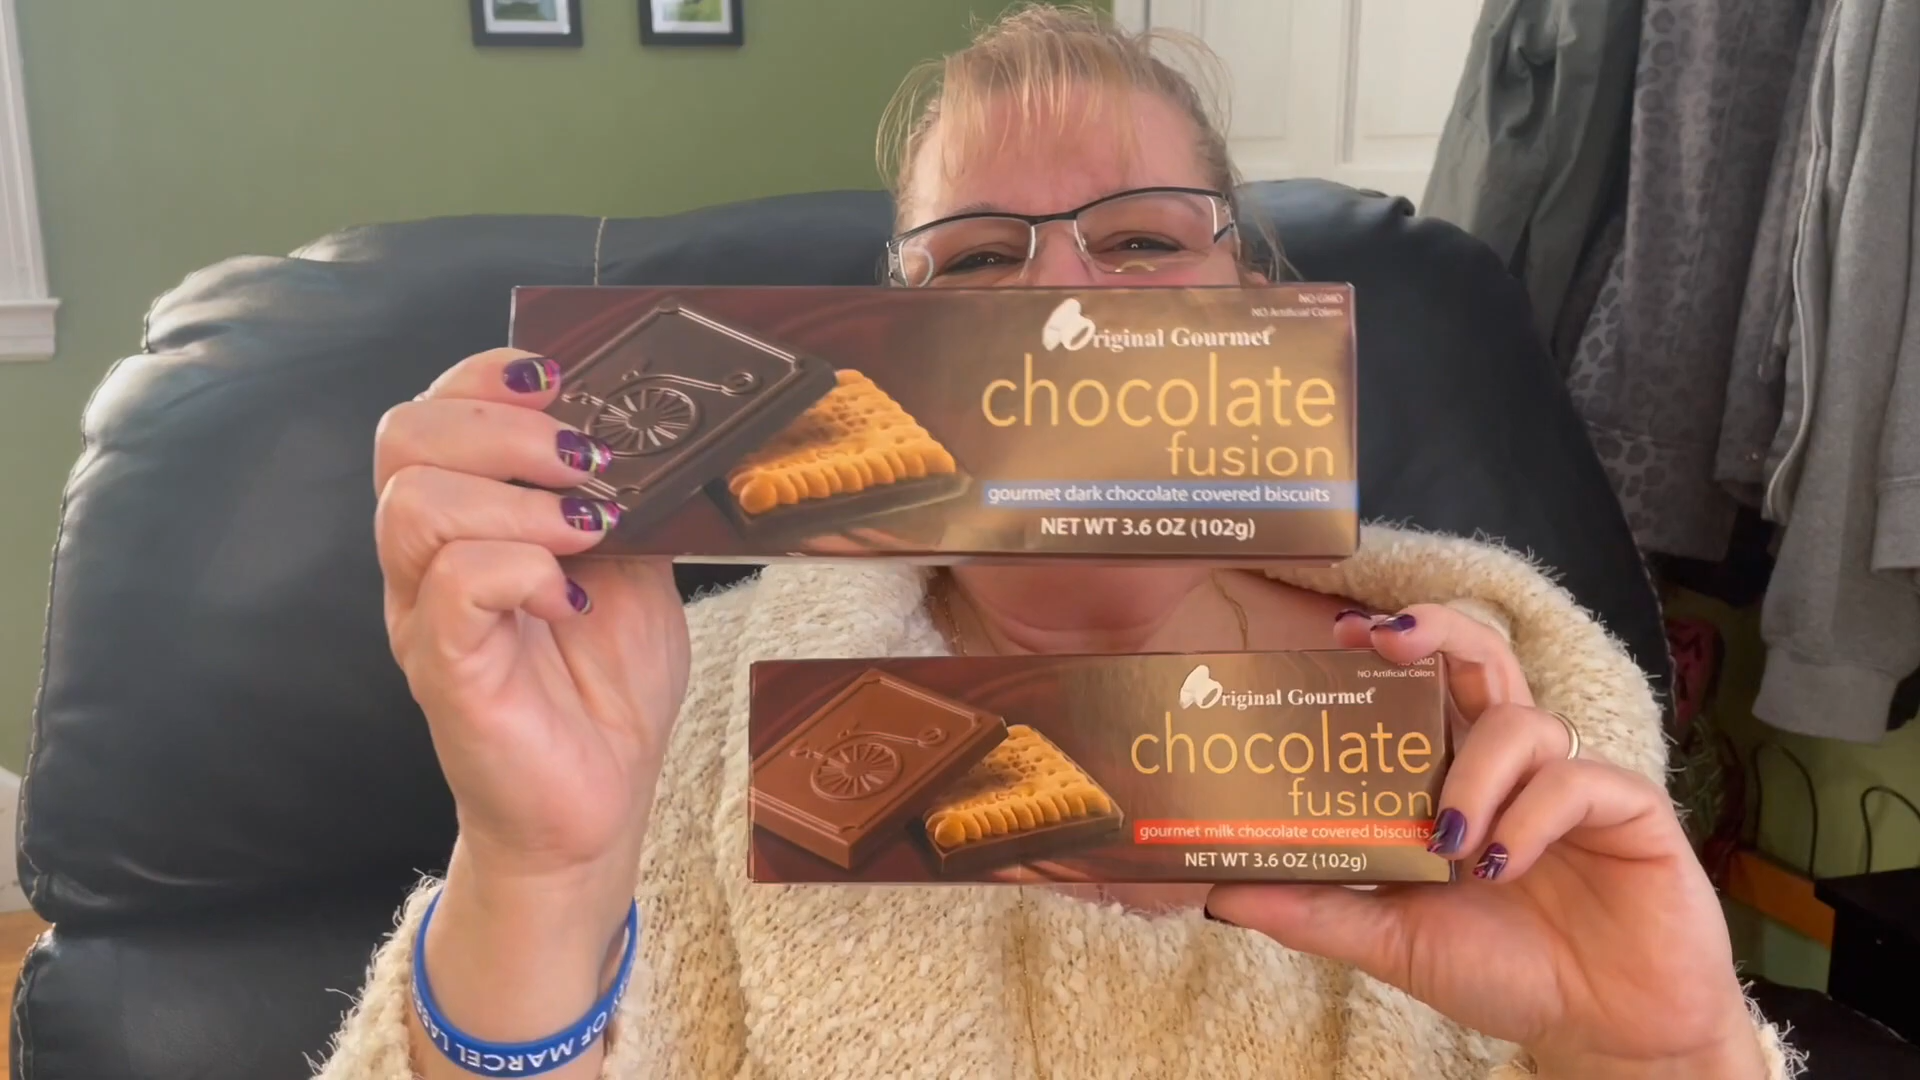 NO GMO
NO Artificial Colors
Original Gourmet
chocolate
fusion
gourmet dark chocolate covered biscuits
NET WT 3.6 OZ (102g)
NO GMO
NO Artificial Colors
Original Gourmet
chocolate
fusion
gourmet milk chocolate covered biscuits
NET WT 3.6 OZ (102g)
OF MARCEL